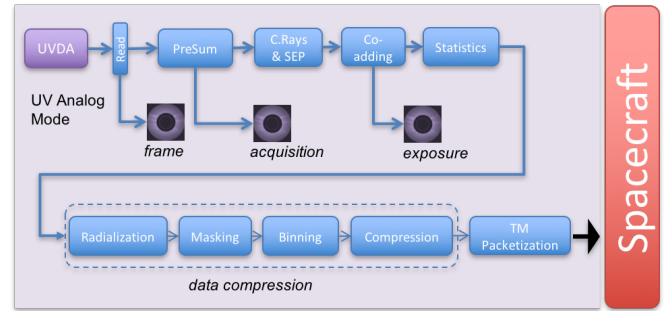 UVDA
Read
PreSum
C.Rays
& SEP
Co-
adding
Statistics
UV Analog
Mode
frame
acquisition
exposure
Radialization
Masking
Binning
Compression
TM
Packetization
data compression
Spacecraft